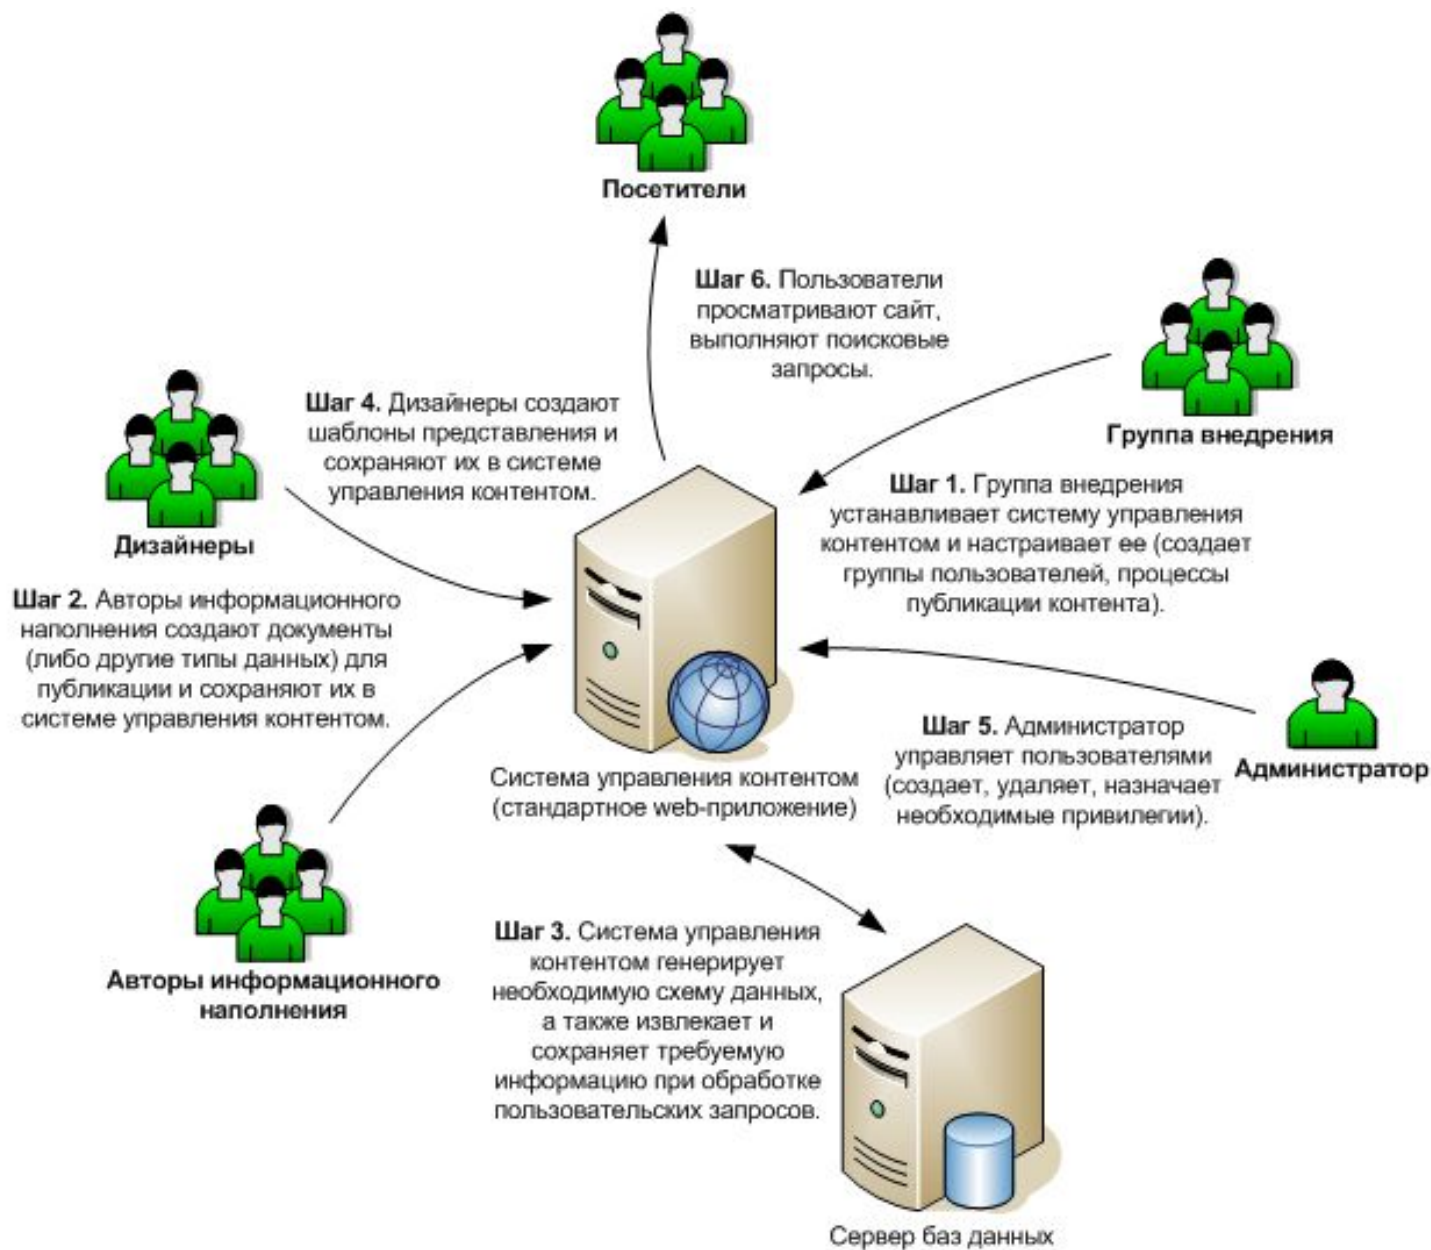 Посетители
Шаг 6. Пользователи
просматривают сайт,
выполняют поисковые
запросы.
Группа внедрения
Шаг 4. Дизайнеры создают
шаблоны представления и
сохраняют их в системе
управления контентом.
Дизайнеры
Шаг 1. Группа внедрения
устанавливает систему управления
контентом и настраивает ее (создает
группы пользователей, процессы
публикации контента).
Шаг 2. Авторы информационного
наполнения создают документы
(либо другие типы данных) для
публикации и сохраняют их в
системе управления контентом.
Шаг 5. Администратор
управляет пользователями
(создает, удаляет, назначает
необходимые привилегии).
Администратор
Система управления контентом
(стандартное web-приложение)
Авторы информационного
наполнения
Шаг 3. Система управления
контентом генерирует
необходимую схему данных,
а также извлекает и
сохраняет требуемую
информацию при обработке
пользовательских запросов.
Сервер баз данных